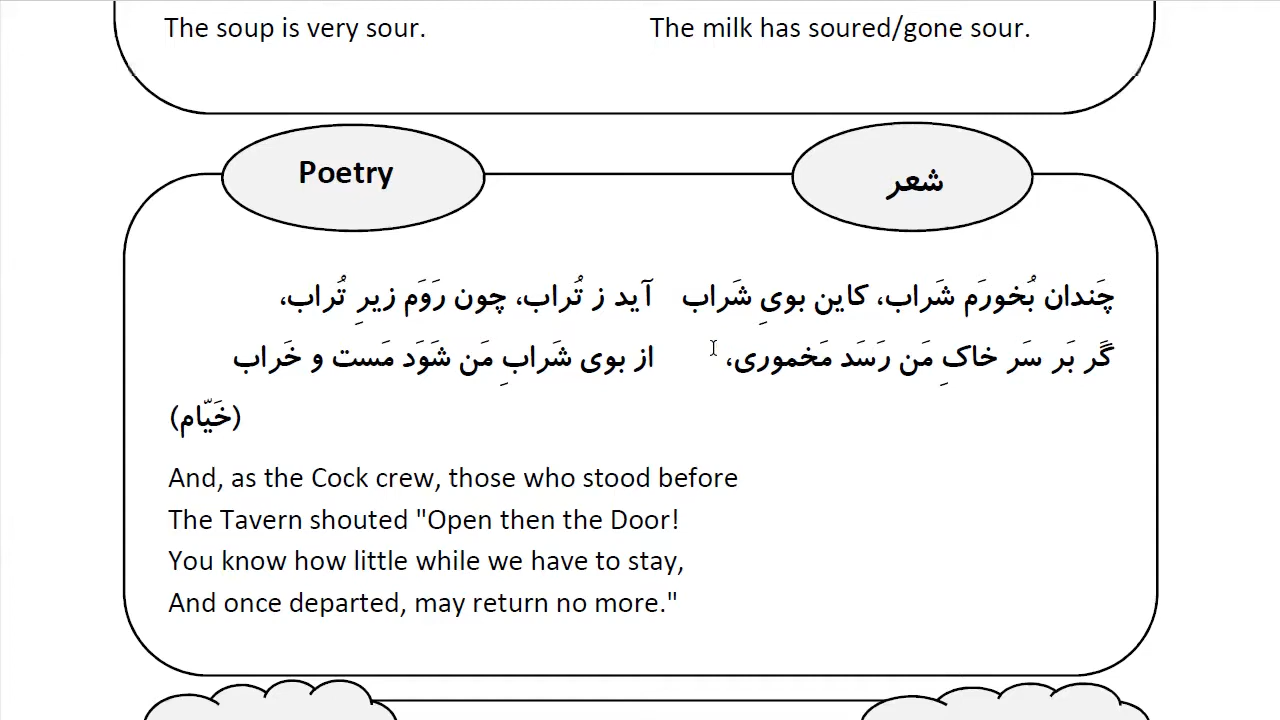 The soup is very sour. The milk has soured/gone sour.
Poetry شعر
چَندان بُخورَم شَراب، کاین بویِ شَراب آید ز تُراب، چون رَوَم زیرِ تُراب،
گَر بَر سَر خاکِ مَن رَسَد مَخموری، از بوی شَرابِ مَن شَوَد مَست و خَراب
(خَیّام)
And, as the Cock crew, those who stood before
The Tavern shouted "Open then the Door!
You know how little while we have to stay,
And once departed, may return no more."